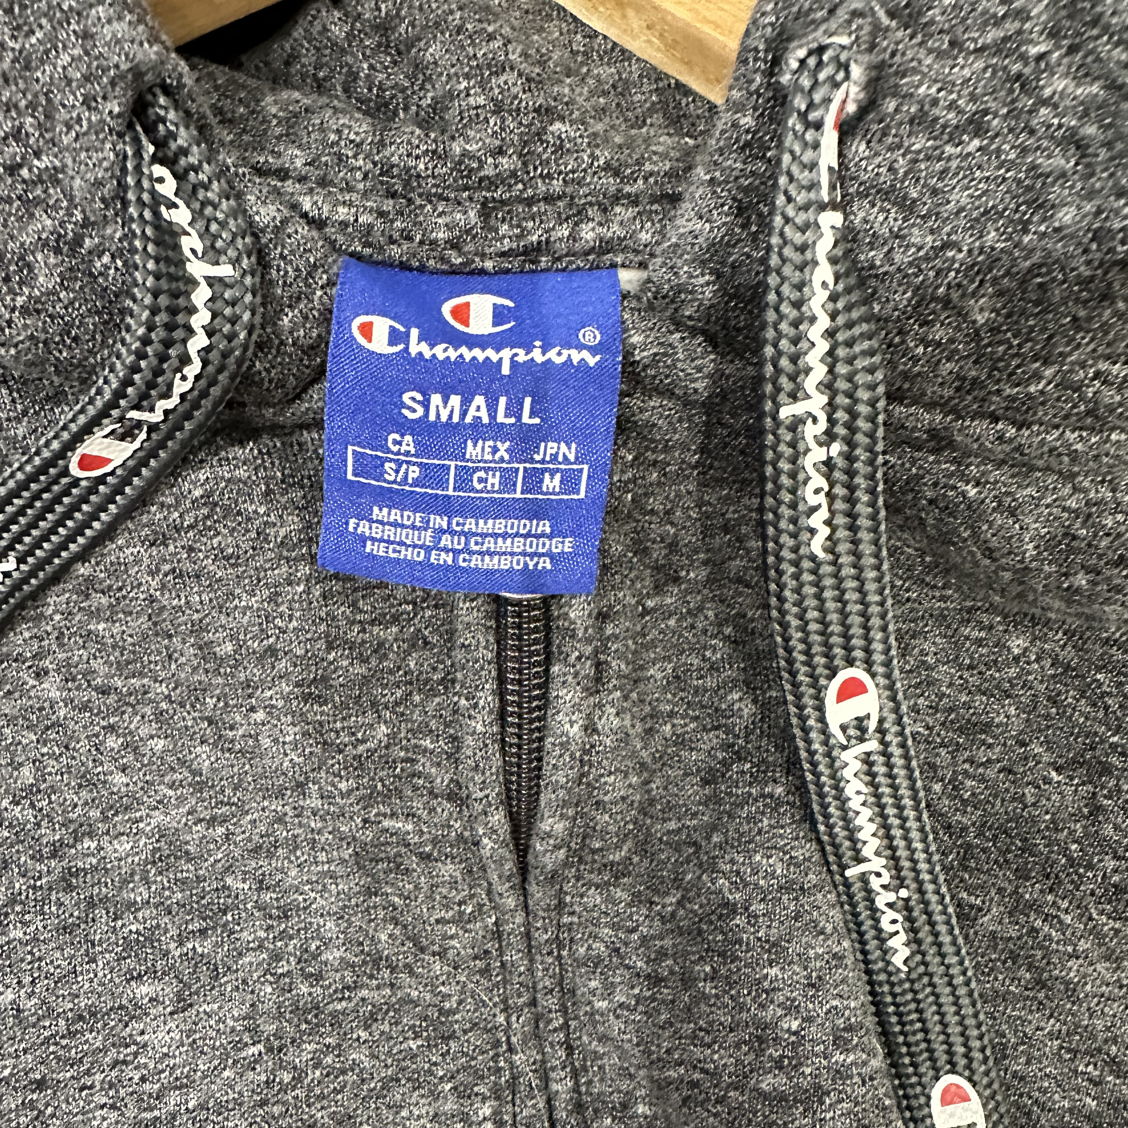 Champion®
SMALL
CA MEX JPN
S/P CH M
MADE IN CAMBODIA
FABRIQUÉ AU CAMBODGE
HECHO EN CAMBOYA
Champion
Champion
Champion